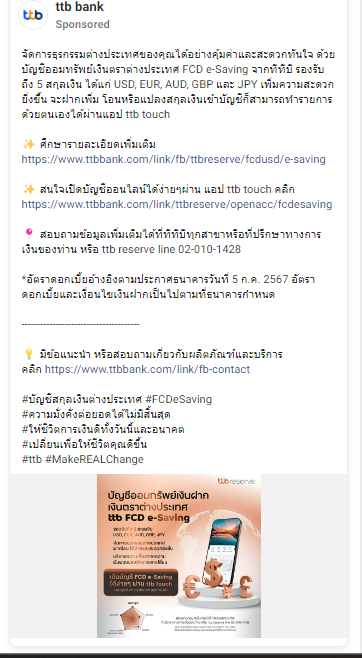 ttb bank
Sponsored
จัดการธุรกรรมต่างประเทศของคุณได้อย่างคุ้มค่าและสะดวกทันใจ ด้วย
บัญชีออมทรัพย์เงินตราต่างประเทศ FCD e-Saving จากทีทีบี รองรับ
ถึง 5 สกุลเงิน ได้แก่ USD, EUR, AUD, GBP และ JPY เพิ่มความสะดวก
ยิ่งขึ้น จะฝากเพิ่ม โอนหรือแปลงสกุลเงินเข้าบัญชีก็สามารถทำรายการ
ด้วยตนเองได้ผ่านแอป ttb touch
✨ ศึกษารายละเอียดเพิ่มเติม
https://www.ttbbank.com/link/fb/ttbreserve/fcdusd/e-saving
✨ สนใจเปิดบัญชีออนไลน์ได้ง่ายๆผ่าน แอป ttb touch คลิก
https://www.ttbbank.com/link/ttbreserve/openacc/fcdesaving
📍 สอบถามข้อมูลเพิ่มเติมได้ที่ทีทีบีทุกสาขาหรือที่ปรึกษาทางการ
เงินของท่าน หรือ ttb reserve line 02-010-1428
*อัตราดอกเบี้ยอ้างอิงตามประกาศธนาคารวันที่ 5 ก.ค. 2567 อัตรา
ดอกเบี้ยและเงื่อนไขเงินฝากเป็นไปตามที่ธนาคารกำหนด
--------------------------------------
💡 มีข้อแนะนำ หรือสอบถามเกี่ยวกับผลิตภัณฑ์และบริการ
คลิก https://www.ttbbank.com/link/fb-contact
#บัญชีสกุลเงินต่างประเทศ #FCDeSaving
#ความมั่งคั่งต่อยอดได้ไม่มีสิ้นสุด
#ให้ชีวิตการเงินดีทั้งวันนี้และอนาคต
#เปลี่ยนเพื่อให้ชีวิตคุณดีขึ้น
#ttb #MakeREALChange
ttb reserve
บัญชีออมทรัพย์เงินฝาก
เงินตราต่างประเทศ
ttb FCD e-Saving
USD, EUR, AUD, GBP, JPY
เปิดบัญชี FCD e-Saving
ได้ง่ายๆ ผ่าน ttb touch